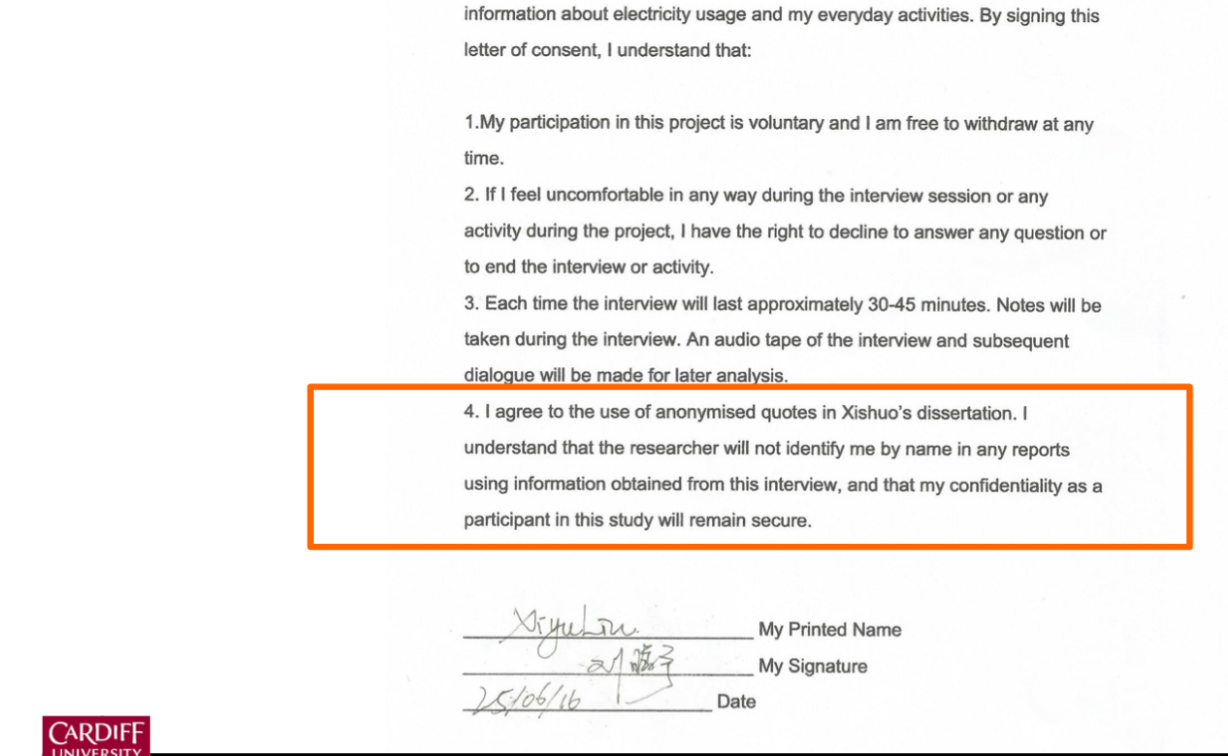 information about electricity usage and my everyday activities. By signing this
letter of consent, I understand that:
1.My participation in this project is voluntary and I am free to withdraw at any
time.
2. If I feel uncomfortable in any way during the interview session or any
activity during the project, I have the right to decline to answer any question or
to end the interview or activity.
3. Each time the interview will last approximately 30-45 minutes. Notes will be
taken during the interview. An audio tape of the interview and subsequent
dialogue will be made for later analysis.
4. I agree to the use of anonymised quotes in Xishuo’s dissertation. I
understand that the researcher will not identify me by name in any reports
using information obtained from this interview, and that my confidentiality as a
participant in this study will remain secure.
Xiyu Liu. My Printed Name
My Signature
25/06/16 Date
CARDIFF
UNIVERSITY